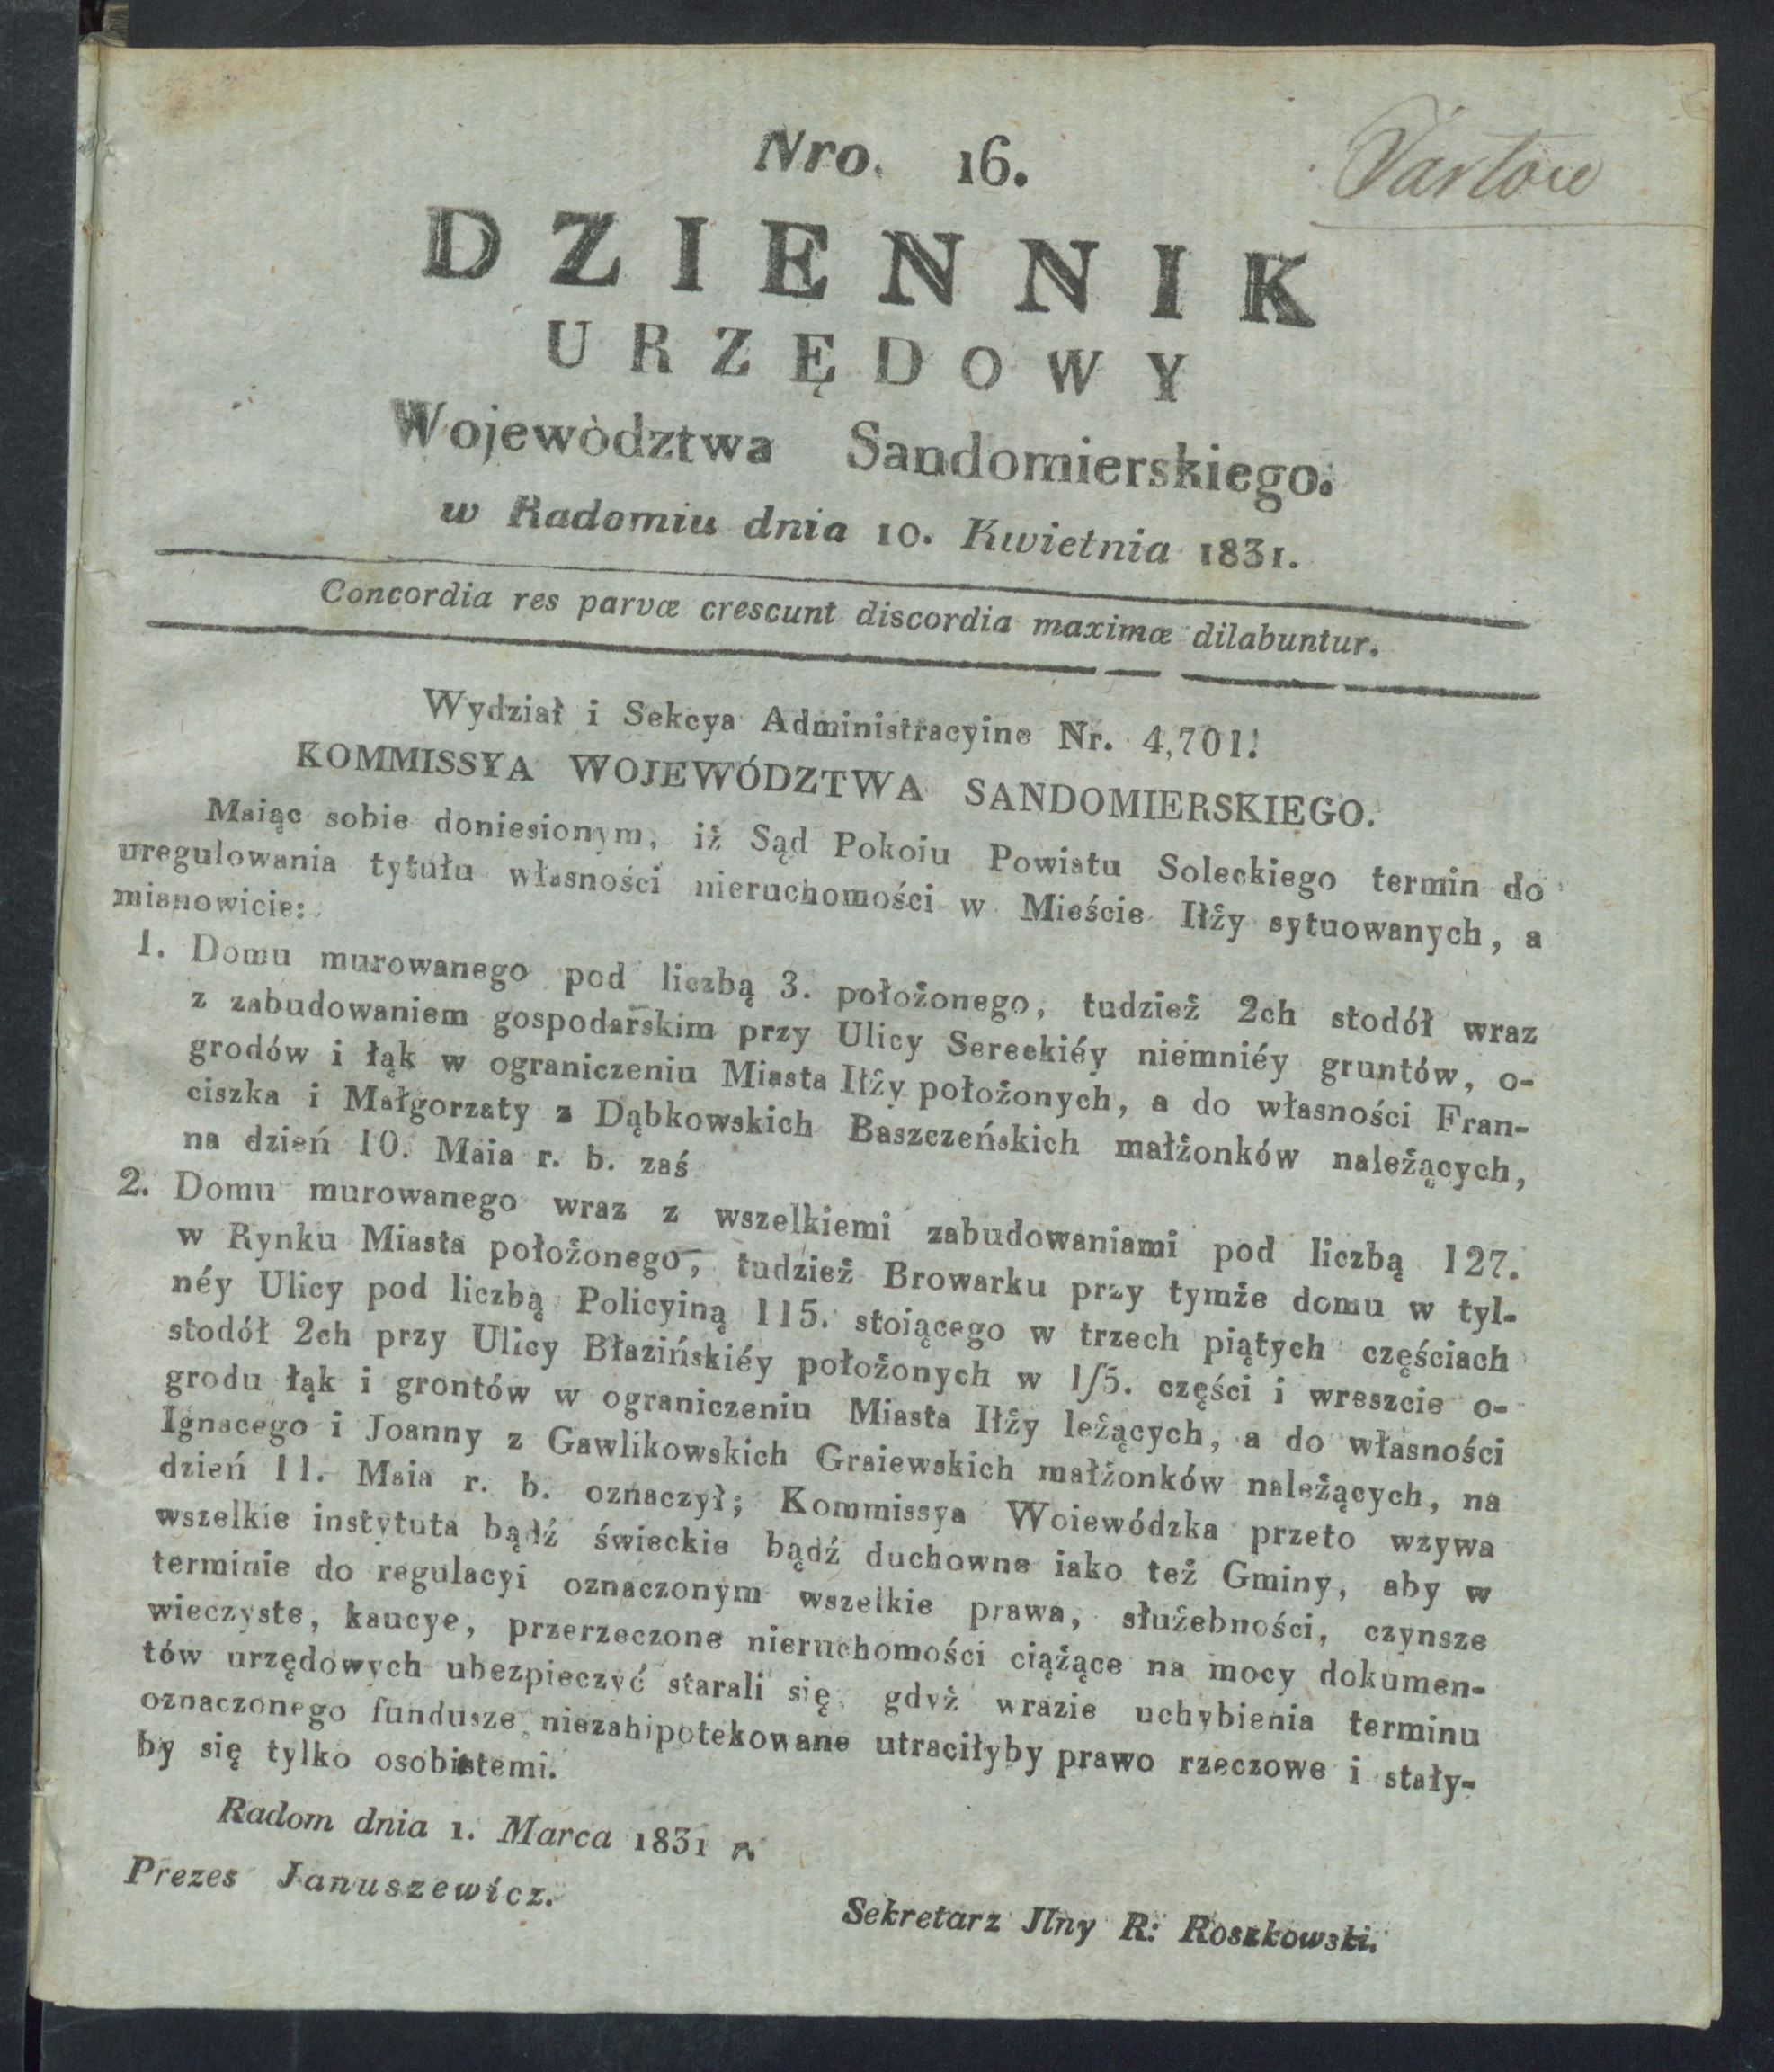 Nro. 16.
DZIENNIK
URZĘDOWY
Wojewòdztwa Sandomierskiego.
w Radomiu dnia 10. Kwietnia 1831.
Concordia res parvæ crescunt discordia maximæ dilabuntur.
Wydział i Sekcya Administracyine Nr. 4,701.
KOMMISSYA WOJEWÓDZTWA SANDOMIERSKIEGO.
Maiąc sobie doniesionym, iż Sąd Pokoiu Powiatu Soleckiego termin do
uregulowania tytułu własności nieruchomości w Mieście Iłży sytuowanych, a
mianowicie:
1. Domu murowanego pod liczbą 3. położonego, tudzież 2ch stodół wraz
z zabudowaniem gospodarskim przy Ulicy Sereckiéy niemniéy gruntów, o-
grodów i łąk w ograniczeniu Miasta Iłży położonych, a do własności Fran-
ciszka i Małgorzaty z Dąbkowskich Baszczeńskich małżonków należących,
na dzień 10. Maia r. b. zaś
2. Domu murowanego wraz z wszelkiemi zabudowaniami pod liczbą 127.
w Rynku Miasta położonego, tudzież Browarku przy tymże domu w tyl-
néy Ulicy pod liczbą Policyiną 115. stoiącego w trzech piątych częściach
stodół 2ch przy Ulicy Błazińskiéy położonych w 1/5. części i wreszcie o-
grodu łąk i grontów w ograniczeniu Miasta Iłży leżących, a do własności
Ignacego i Joanny z Gawlikowskich Graiewskich małżonków należących, na
dzień 11. Maia r. b. oznaczył; Kommissya Woiewódzka przeto wzywa
wszelkie instytuta bądź świeckie bądź duchowne iako też Gminy, aby w
terminie do regulacyi oznaczonym wszelkie prawa, służebności, czynsze
wieczyste, kaucye, przerzeczone nieruchomości ciążące na mocy dokumen-
tów urzędowych ubezpieczyć starali się, gdyż wrazie uchybienia terminu
oznaczonego fundusze niezahipotekowane utraciłyby prawo rzeczowe i stały-
by się tylko osobistemi.
Radom dnia 1. Marca 1831 r.
Prezes Januszewicz.
Sekretarz Jlny R: Roszkowski.